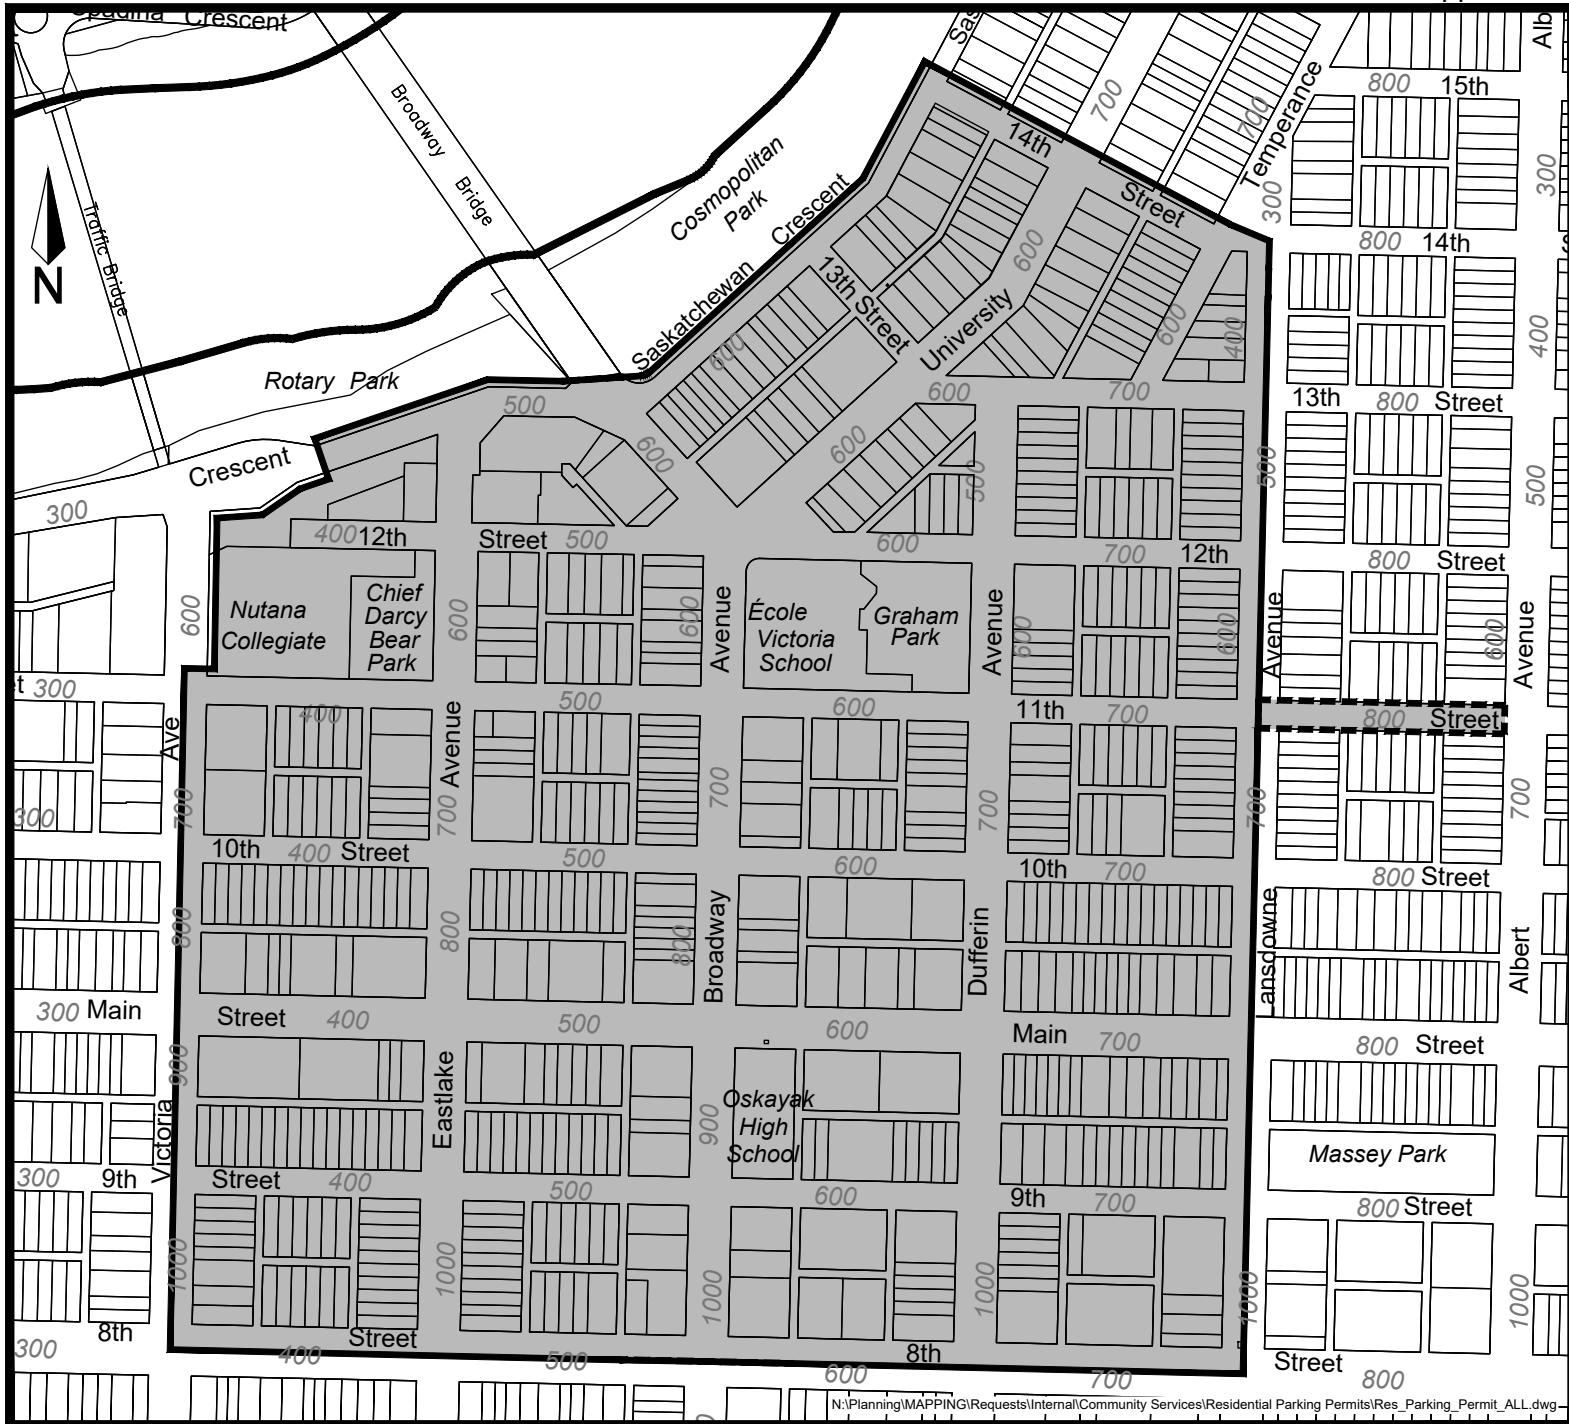 Crescent
Broadway
Bridge
Traffic Bridge
N
Cosmopolitan
Park
Saskatchewan
Crescent
Rotary Park
Crescent
300
14th
Street
700
700
Temperance
300
800
15th
300
800
14th
400
13th
800
Street
500
800
Street
13th Street
University
600
600
600
400
600
600
600
500
600
700
500
500
600
400
12th
Street
500
600
700
12th
Nutana
Collegiate
Chief
Darcy
Bear
Park
600
600
600
Avenue
École
Victoria
School
Graham
Park
Avenue
600
600
Avenue
600
Avenue
300
400
500
600
11th
700
800
Street
Ave
700
Avenue
700
700
700
700
700
300
10th
400
Street
500
600
10th
700
800
Street
800
800
800
Broadway
Dufferin
Lansdowne
Albert
300
Main
Street
400
500
600
Main
700
800
Street
900
Victoria
Eastlake
900
Oskayak
High
School
Massey Park
300
9th
Street
400
500
600
9th
700
800
Street
1000
1000
1000
1000
1000
1000
8th
Street
8th
Street
300
400
500
600
700
800
N:\Planning\MAPPING\Requests\Internal\Community Services\Residential Parking Permits\Res_Parking_Permit_ALL.dwg